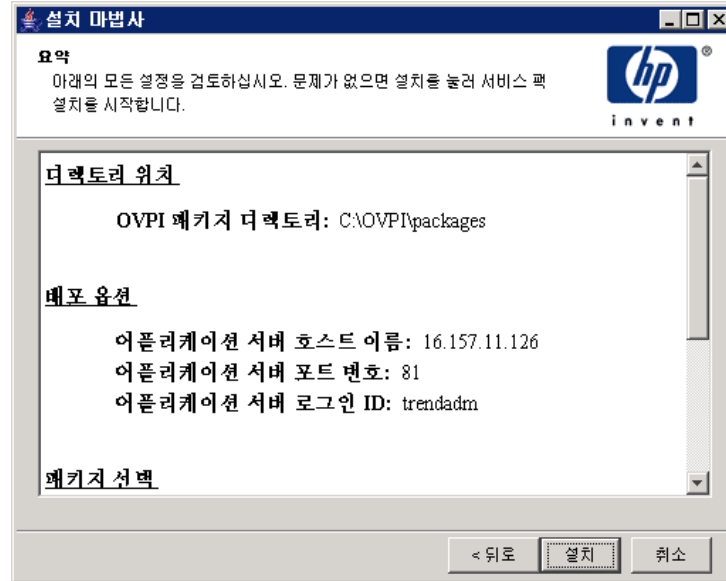 설치 마법사
요약
아래의 모든 설정을 검토하십시오. 문제가 없으면 설치를 눌러 서비스 팩
설치를 시작합니다.
hp
®
invent
디렉토리 위치
OVPI 패키지 디렉토리: C:\OVPI\packages
배포 옵션
어플리케이션 서버 호스트 이름: 16.157.11.126
어플리케이션 서버 포트 번호: 81
어플리케이션 서버 로그인 ID: trendadm
패키지 선택
< 뒤로
설치
취소